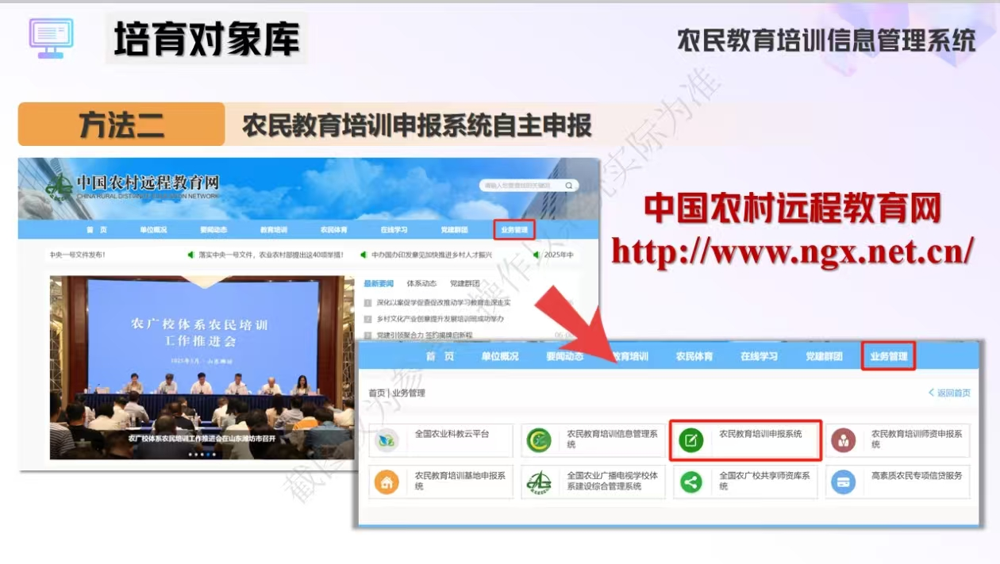 培育对象库
农民教育培训信息管理系统
方法二
农民教育培训申报系统自主申报
中国农村远程教育网
CHINA RURAL DISTANCE EDUCATION NETWORK
请输入您要查找的关键词
首 页 单位概况 要闻动态 教育培训 农民体育 在线学习 党建群团 业务管理
中央一号文件发布! 落实中央一号文件，农业农村部提出这40项举措! 中办国办印发意见加快推进乡村人才振兴 2025年中
最新要闻 体系动态 党建群团
深化以案促学促查促改推动学习教育走深走实
乡村文化产业创意提升发展培训班成功举办
党建引领聚合力 签约揭牌启新程
农广校体系农民培训
工作推进会
2025年5月·山东潍坊
农广校体系农民培训工作推进会在山东潍坊市召开
中国农村远程教育网
http://www.ngx.net.cn/
首 页 单位概况 要闻动态 教育培训 农民体育 在线学习 党建群团 业务管理
首页 | 业务管理
返回首页
全国农业科教云平台
农民教育培训信息管理系
统
农民教育培训申报系统
农民教育培训师资申报系
统
农民教育培训基地申报系
统
全国农业广播电视学校体
系建设综合管理系统
全国农广校共享师资库系
统
高素质农民专项信贷服务